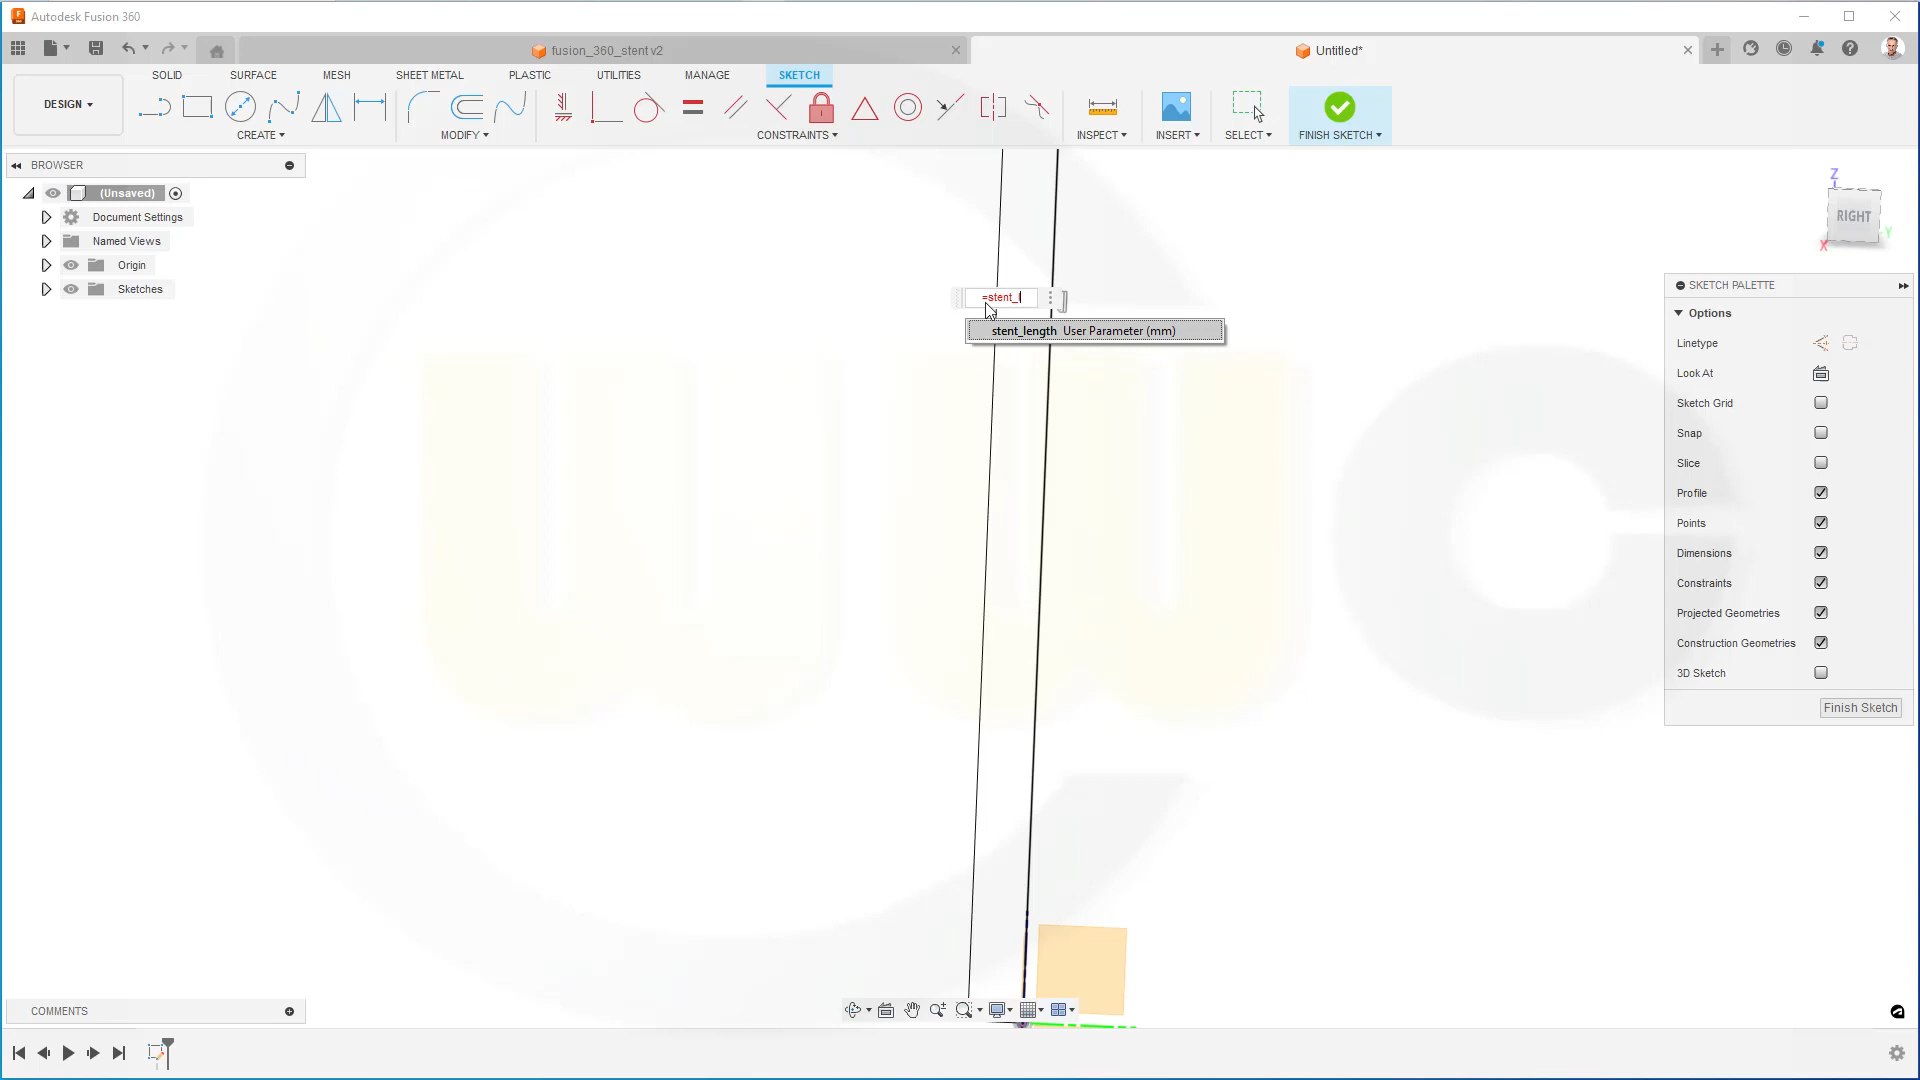 Autodesk Fusion 360
fusion_360_stent v2
Untitled*
DESIGN
SOLID
SURFACE
MESH
SHEET METAL
PLASTIC
UTILITIES
MANAGE
SKETCH
CREATE
MODIFY
CONSTRAINTS
INSPECT
INSERT
SELECT
FINISH SKETCH
BROWSER
(Unsaved)
Document Settings
Named Views
Origin
Sketches
Z
RIGHT
X
Y
=stent_l
stent_length User Parameter (mm)
SKETCH PALETTE
Options
Linetype
Look At
Sketch Grid
Snap
Slice
Profile
Points
Dimensions
Constraints
Projected Geometries
Construction Geometries
3D Sketch
Finish Sketch
COMMENTS